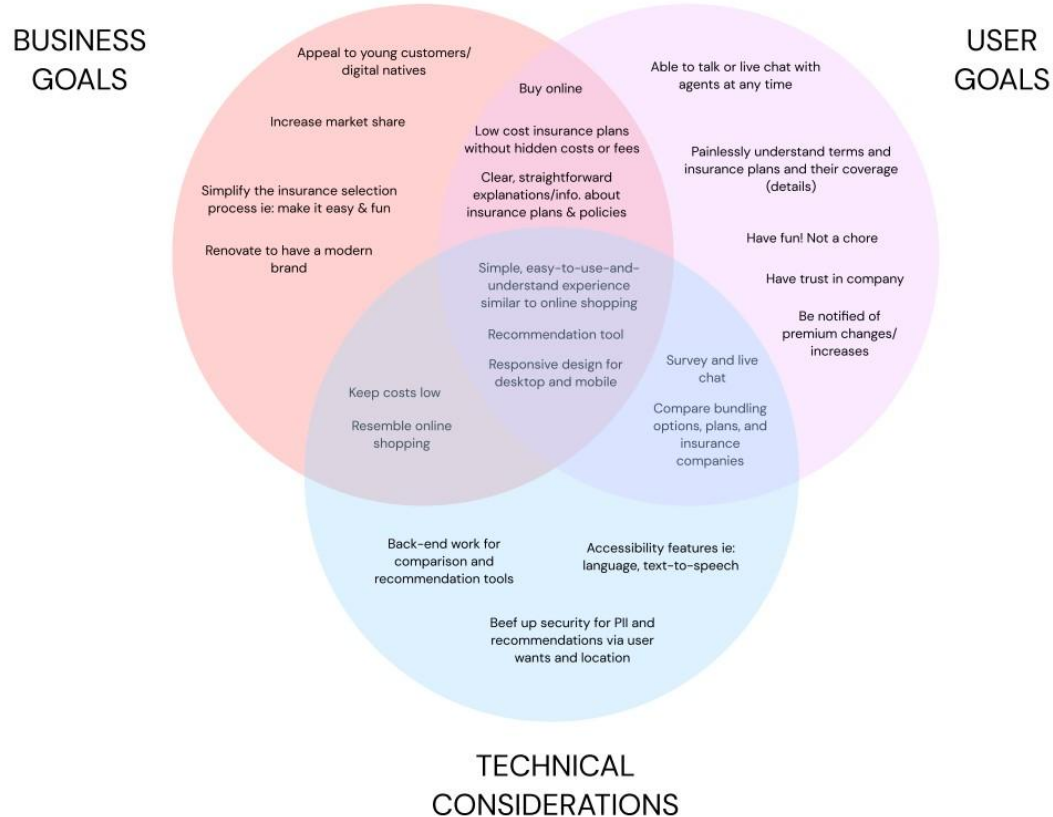 BUSINESS
GOALS
USER
GOALS
Appeal to young customers/
digital natives
Increase market share
Simplify the insurance selection
process ie: make it easy & fun
Renovate to have a modern
brand
Buy online
Low cost insurance plans
without hidden costs or fees
Clear, straightforward
explanations/info. about
insurance plans & policies
Able to talk or live chat with
agents at any time
Painlessly understand terms and
insurance plans and their coverage
(details)
Have fun! Not a chore
Have trust in company
Be notified of
premium changes/
increases
Simple, easy-to-use-and-
understand experience
similar to online shopping
Recommendation tool
Responsive design for
desktop and mobile
Keep costs low
Resemble online
shopping
Survey and live
chat
Compare bundling
options, plans, and
insurance
companies
Back-end work for
comparison and
recommendation tools
Accessibility features ie:
language, text-to-speech
Beef up security for PII and
recommendations via user
wants and location
TECHNICAL
CONSIDERATIONS